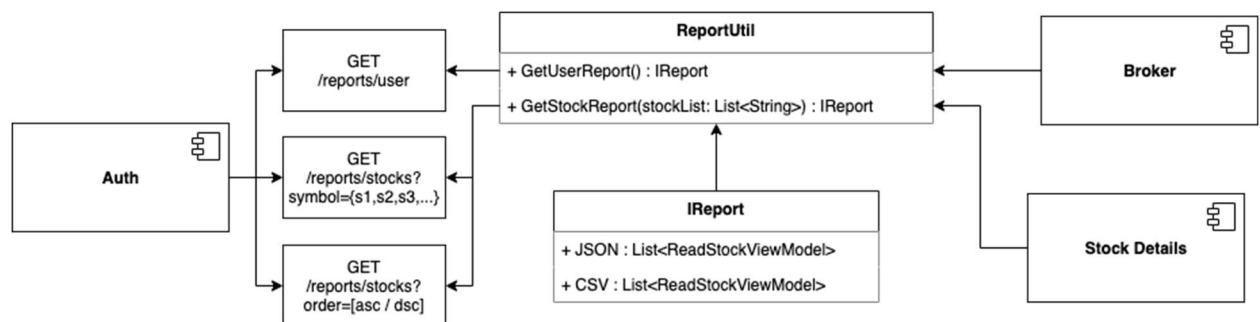 Auth
GET
/reports/user
GET
/reports/stocks?
symbol={s1,s2,s3,...}
GET
/reports/stocks?
order=[asc / dsc]
ReportUtil
+ GetUserReport() : IReport
+ GetStockReport(stockList: List<String>) : IReport
IReport
+ JSON : List<ReadStockViewModel>
+ CSV : List<ReadStockViewModel>
Broker
Stock Details